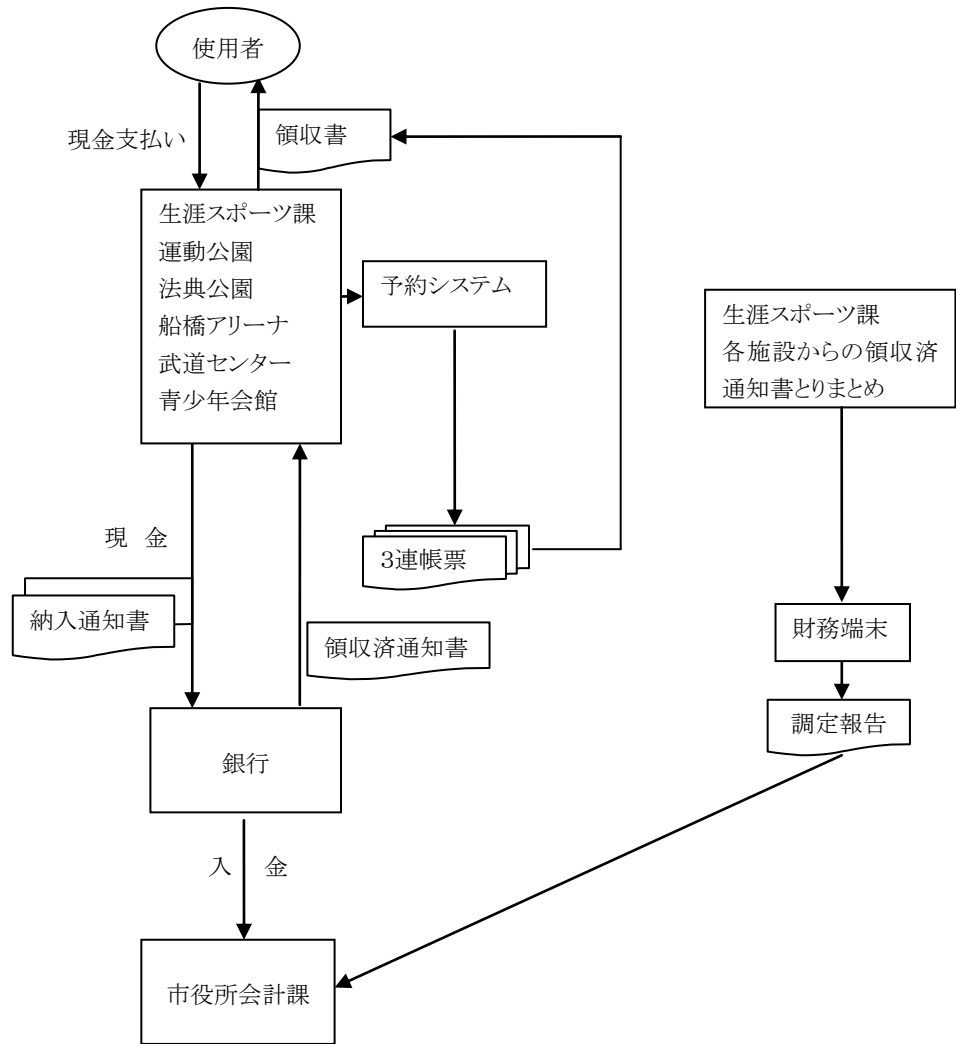 使用者
現金支払い
領収書
生涯スポーツ課
運動公園
法典公園
船橋アリーナ
武道センター
青少年会館
予約システム
生涯スポーツ課
各施設からの領収済
通知書とりまとめ
現 金
3連帳票
納入通知書
領収済通知書
財務端末
調定報告
銀行
入 金
市役所会計課